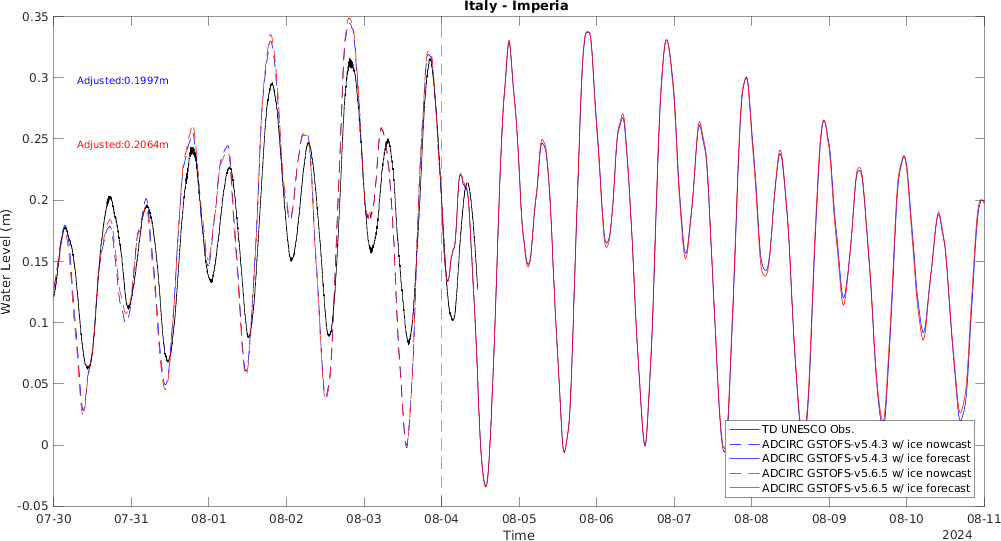 Italy - Imperia
Water Level (m)
0.35
0.3
0.25
0.2
0.15
0.1
0.05
0
-0.05
Adjusted:0.1997m
Adjusted:0.2064m
TD UNESCO Obs.
ADCIRC GSTOFS-v5.4.3 w/ ice nowcast
ADCIRC GSTOFS-v5.4.3 w/ ice forecast
ADCIRC GSTOFS-v5.6.5 w/ ice nowcast
ADCIRC GSTOFS-v5.6.5 w/ ice forecast
07-30 07-31 08-01 08-02 08-03 08-04 08-05 08-06 08-07 08-08 08-09 08-10 08-11
Time
2024